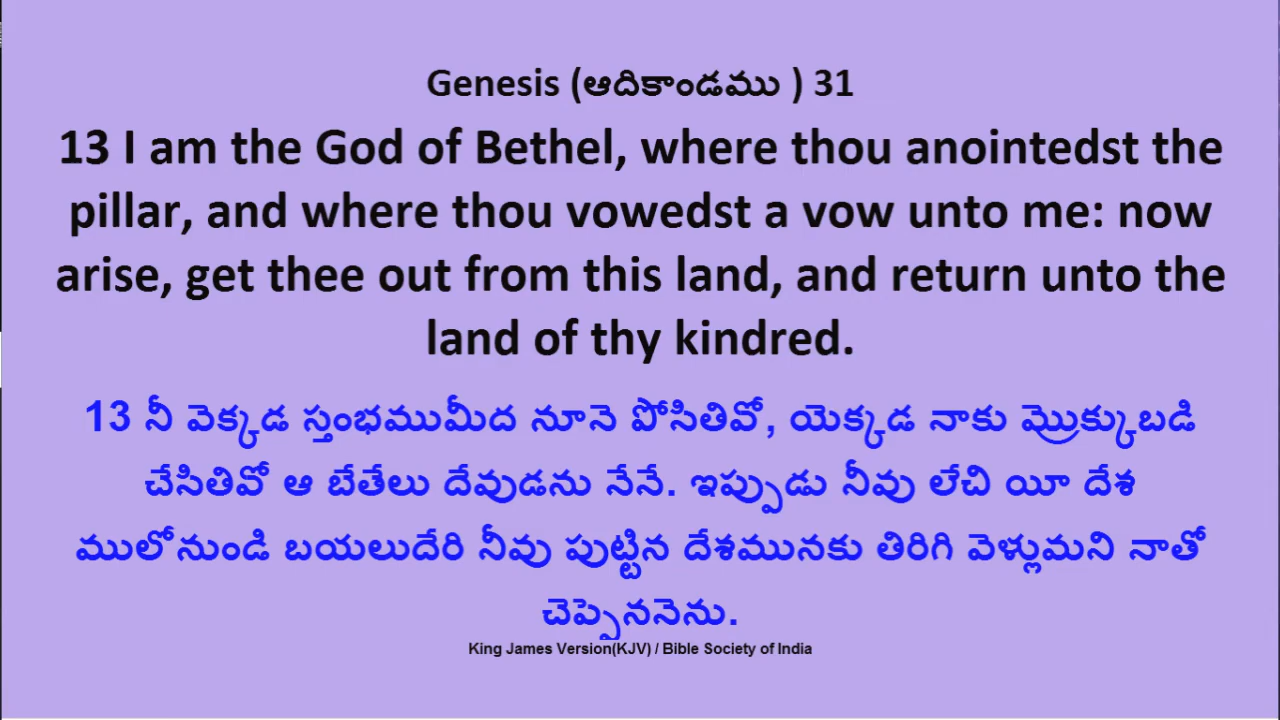 Genesis (ఆదికాండము ) 31
13 I am the God of Bethel, where thou anointedst the
pillar, and where thou vowedst a vow unto me: now
arise, get thee out from this land, and return unto the
land of thy kindred.
13 నీ వెక్కడ స్తంభముమీద నూనె పోసితివో, యెక్కడ నాకు మ్రొక్కుబడి
చేసితివో ఆ బేతేలు దేవుడను నేనే. ఇప్పుడు నీవు లేచి యీ దేశ
ములోనుండి బయలుదేరి నీవు పుట్టిన దేశమునకు తిరిగి వెళ్లుమని నాతో
చెప్పెననెను.
King James Version(KJV) / Bible Society of India